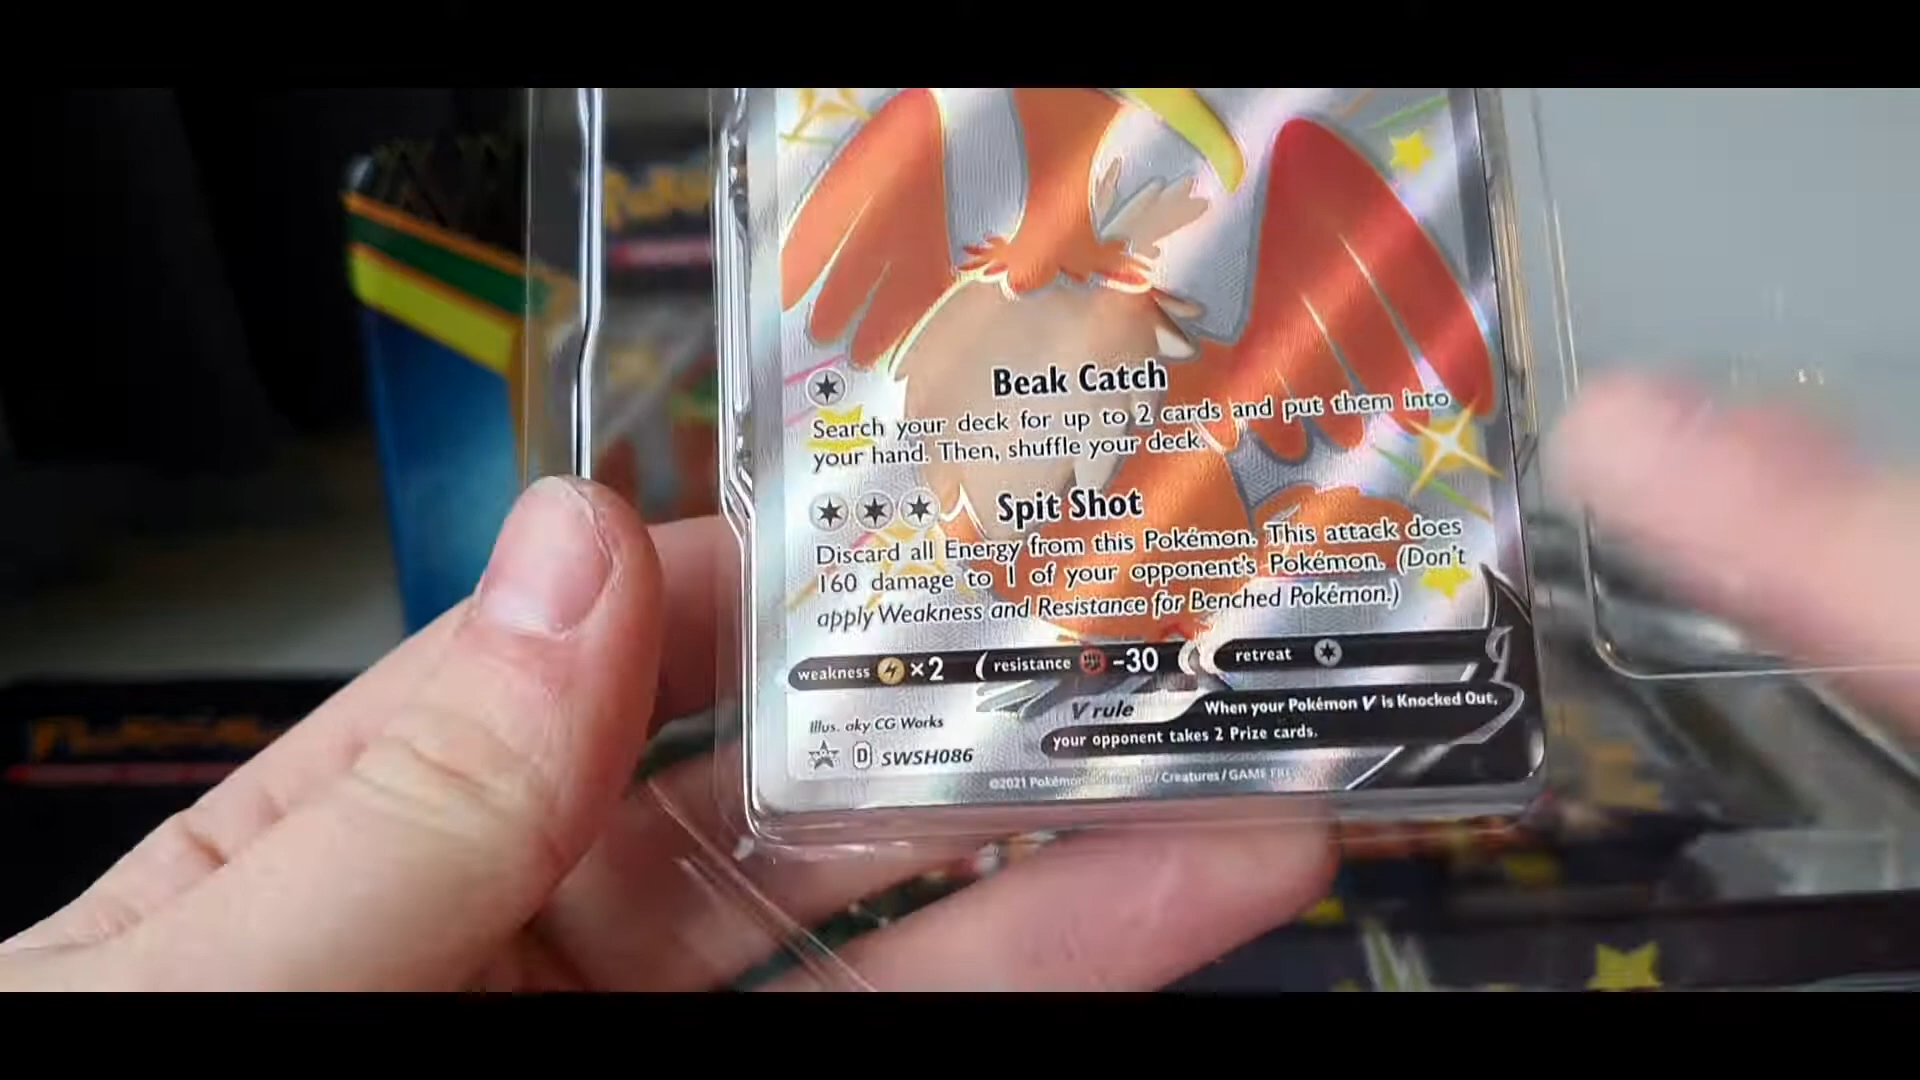 Beak Catch
Search your deck for up to 2 cards and put them into
your hand. Then, shuffle your deck.
Spit Shot
Discard all Energy from this Pokémon. This attack does
160 damage to 1 of your opponent's Pokémon. (Don't
apply Weakness and Resistance for Benched Pokémon.)
weakness ×2 resistance -30 retreat
Illus. aky CG Works
V rule When your Pokémon V is Knocked Out,
your opponent takes 2 Prize cards.
D SWSH086
©2021 Pokémon / Creatures / GAME